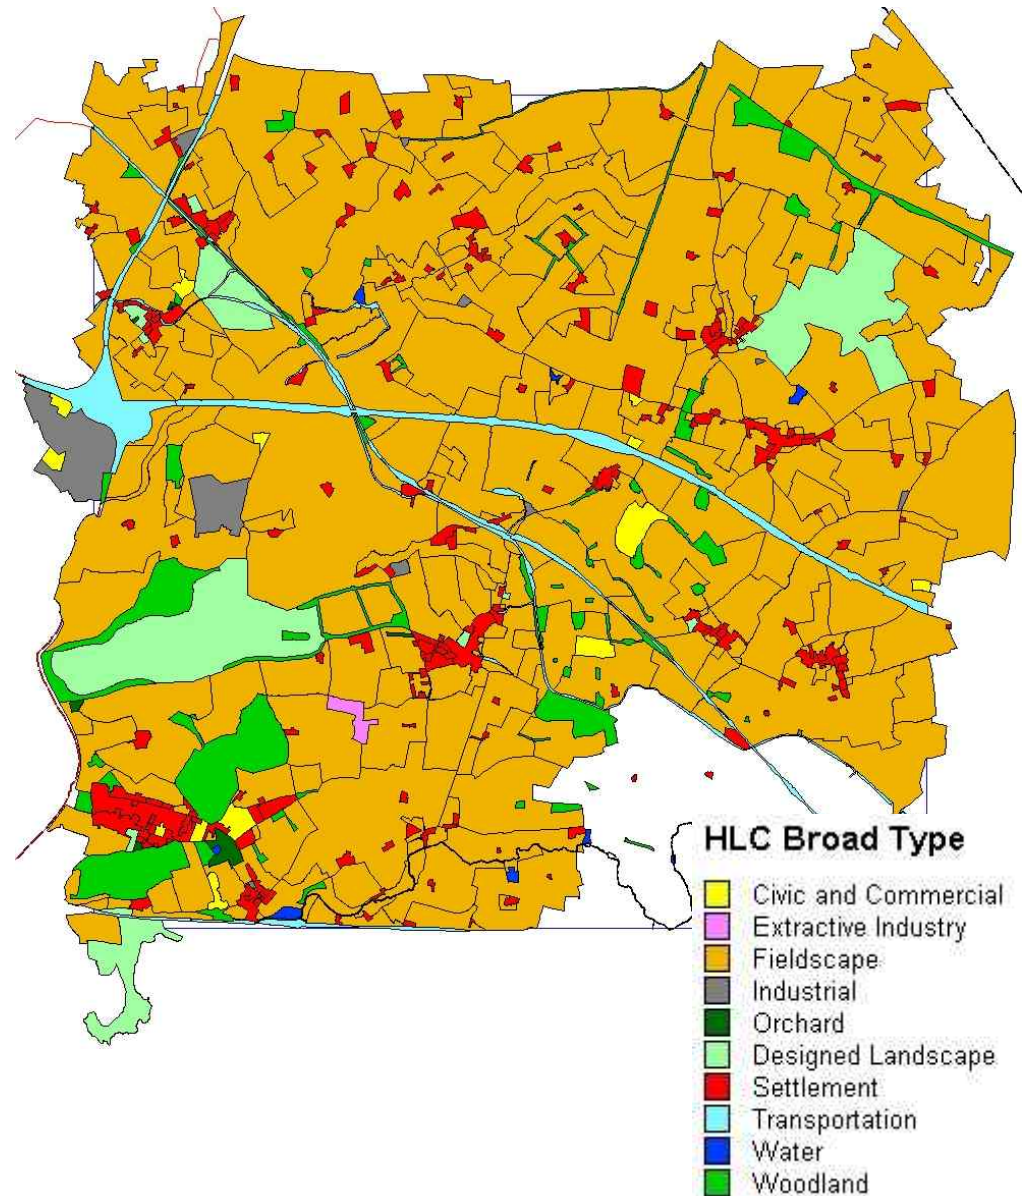 HLC Broad Type
Civic and Commercial
Extractive Industry
Fieldscape
Industrial
Orchard
Designed Landscape
Settlement
Transportation
Water
Woodland